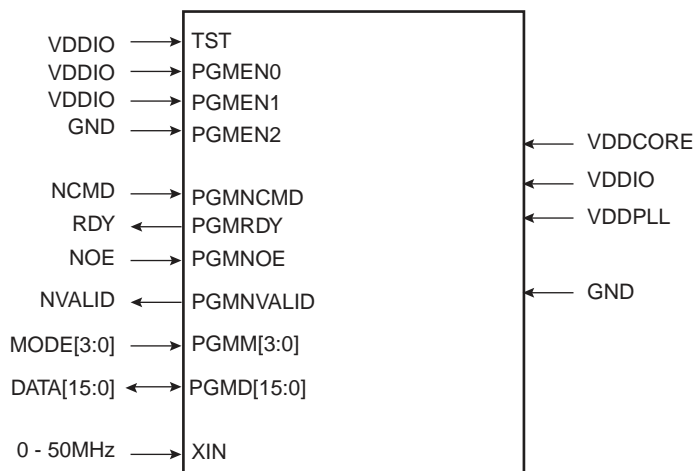 VDDIO TST
VDDIO PGMEN0
VDDIO PGMEN1
GND PGMEN2
VDDCORE
VDDIO
VDDPLL
NCMD PGMNCMD
RDY PGMRDY
NOE PGMNOE
NVALID PGMNVALID
GND
MODE[3:0] PGMM[3:0]
DATA[15:0] PGMD[15:0]
0 - 50MHz XIN